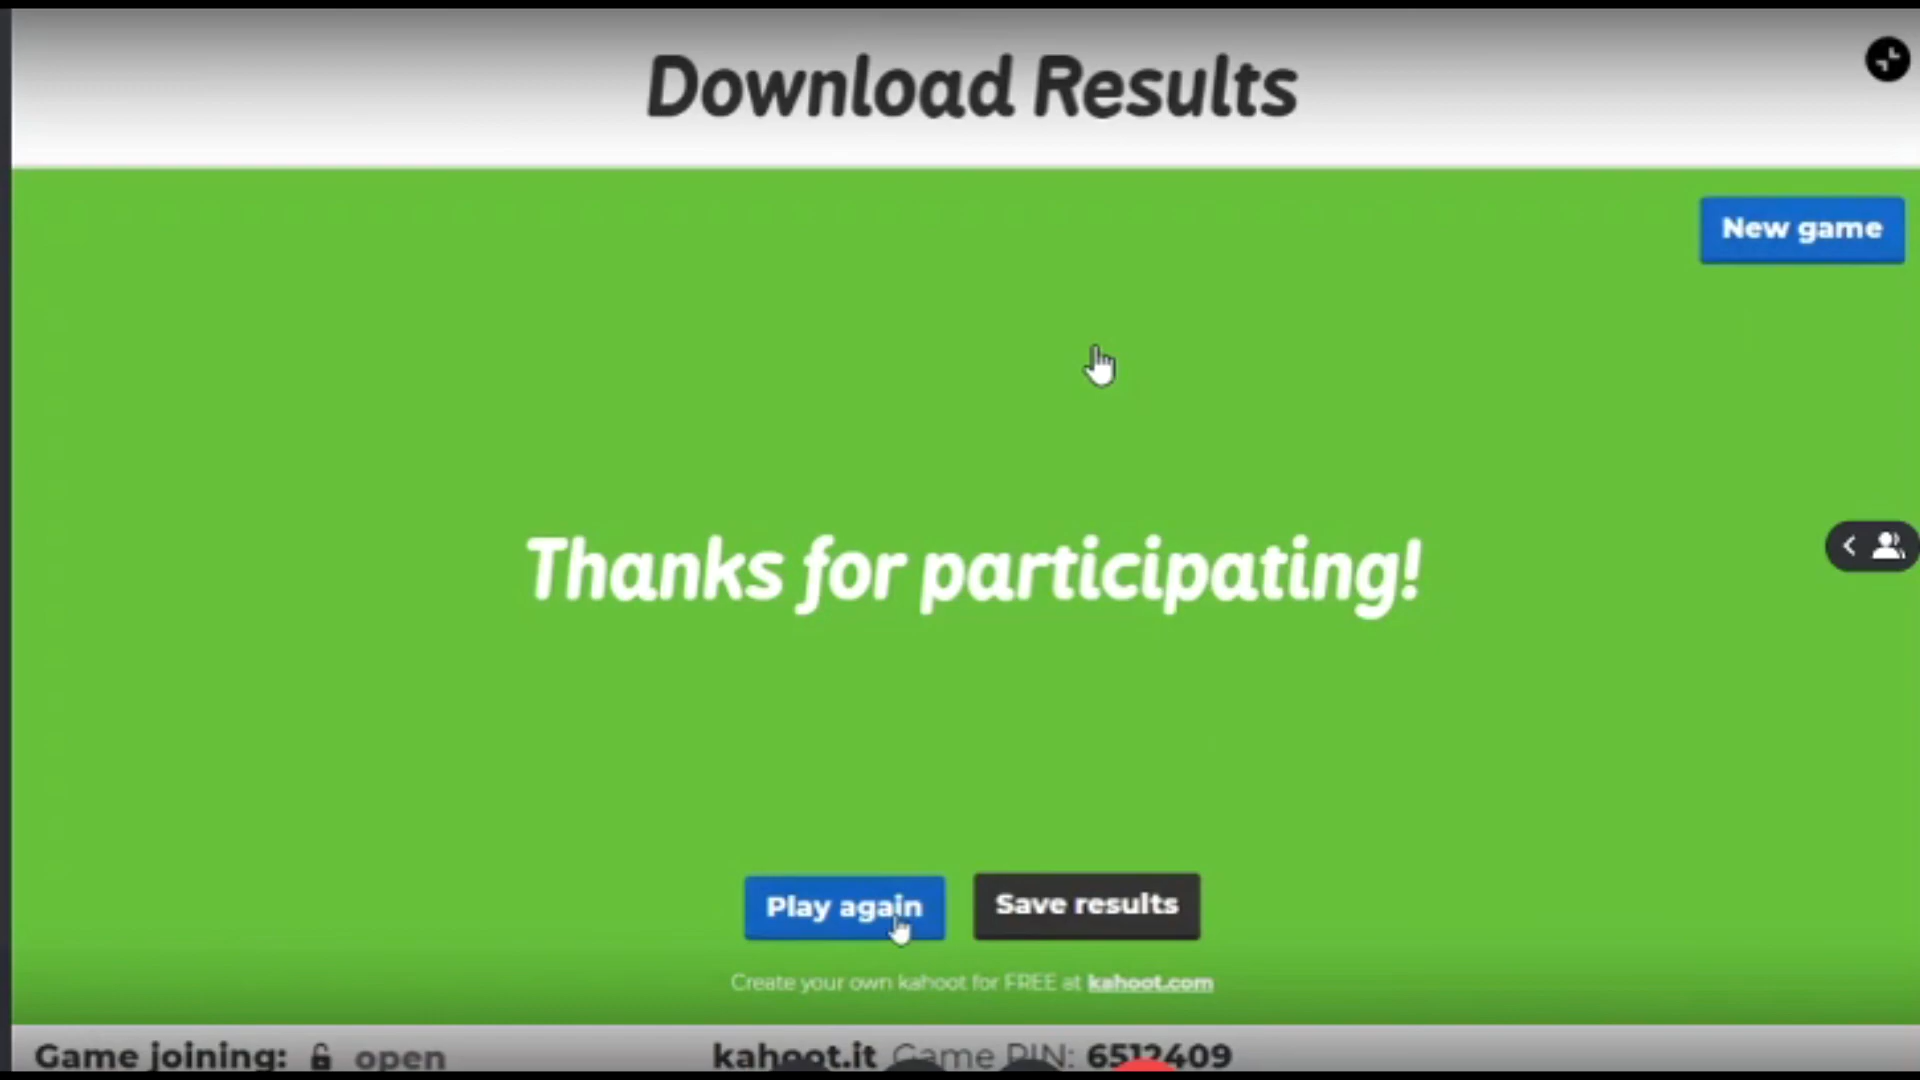 Download Results
New game
Thanks for participating!
Play again
Save results
Create your own kahoot for FREE at kahoot.com
Game joining: open
kahoot.it Game PIN: 6512409